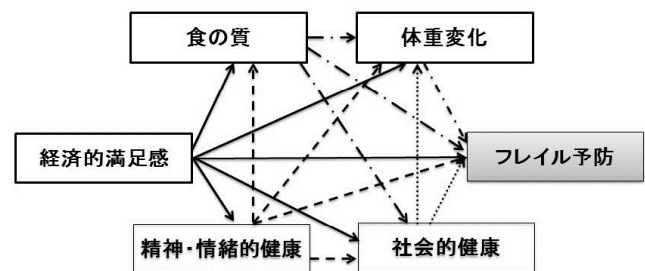 食の質
体重変化
経済的満足感
フレイル予防
精神・情緒的健康
社会的健康